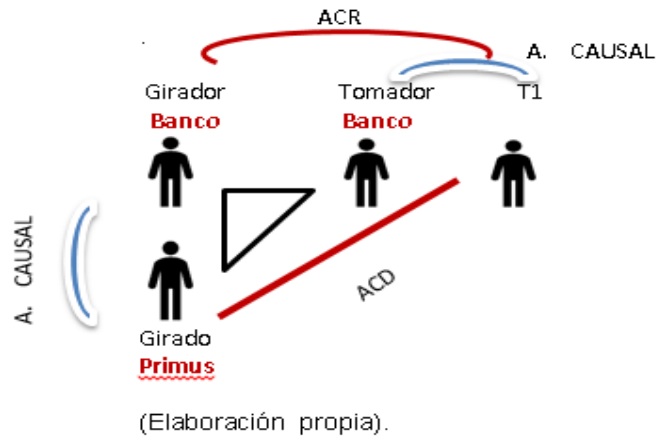 ACR
A. CAUSAL
Girador Tomador T1
Banco Banco
A. CAUSAL
ACD
Girado
Primus
(Elaboración propia).